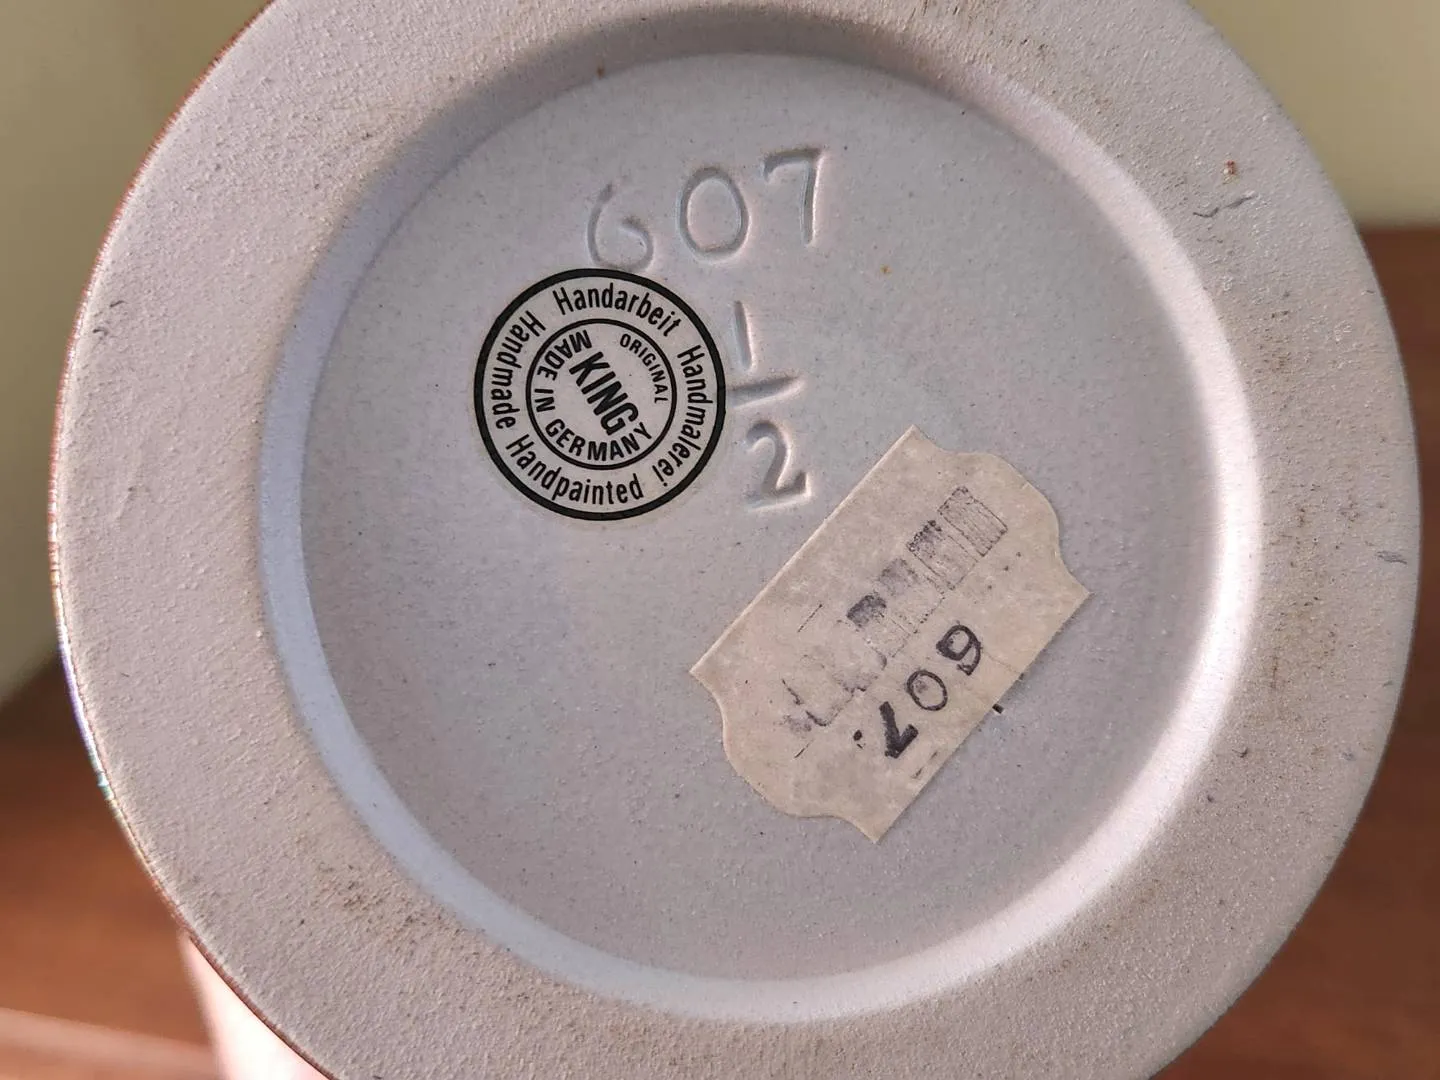 607
1/2
Handarbeit Handmalerei
Handmade Handpainted
ORIGINAL
KING
MADE IN GERMANY
607.